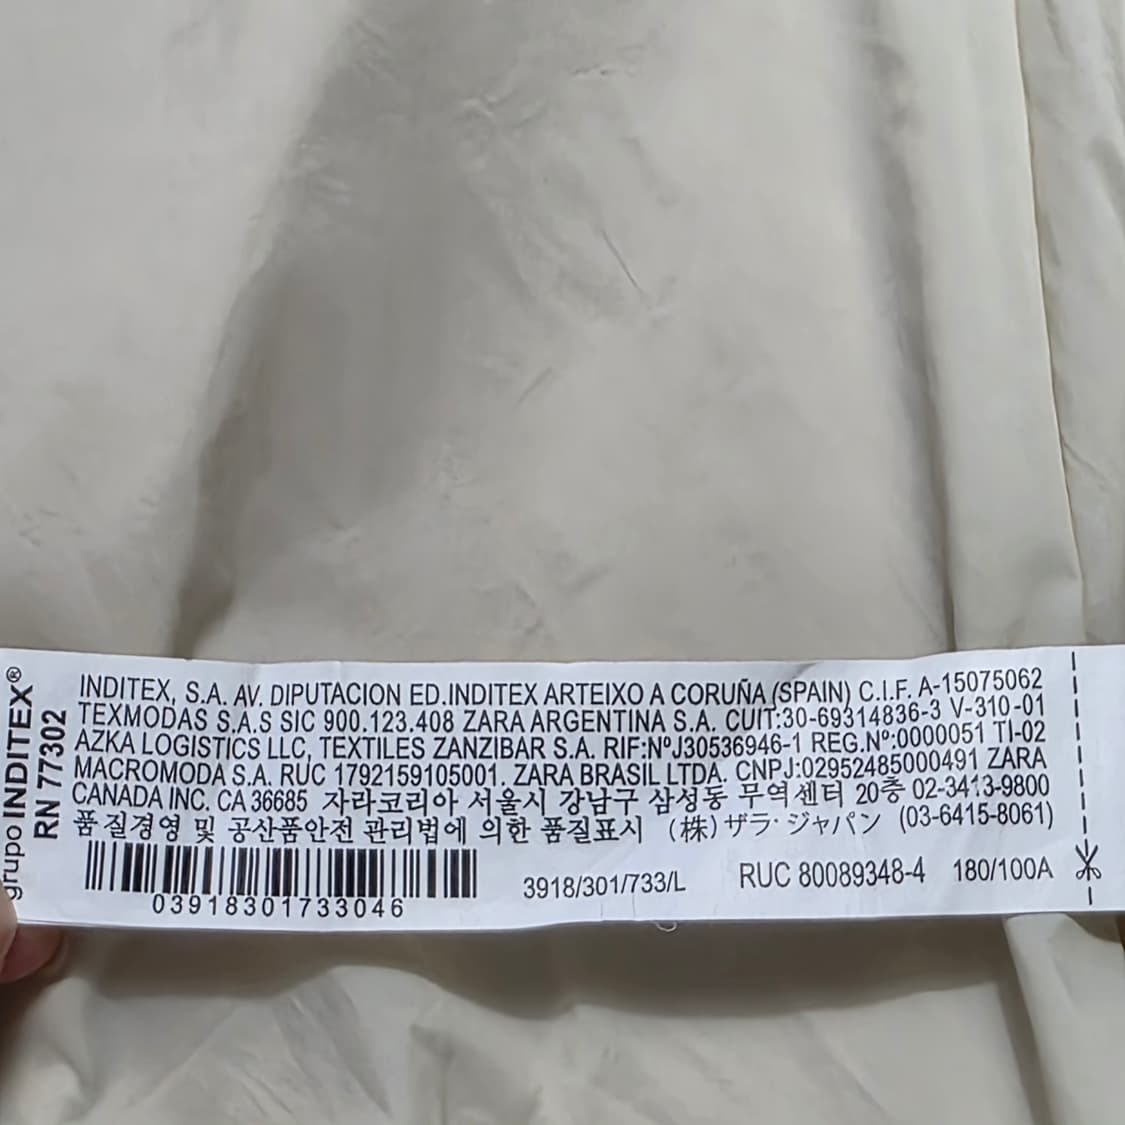 grupo INDITEX®
RN 77302
INDITEX, S.A. AV. DIPUTACION ED.INDITEX ARTEIXO A CORUÑA (SPAIN) C.I.F. A-15075062
TEXMODAS S.A.S SIC 900.123.408 ZARA ARGENTINA S.A. CUIT:30-69314836-3 V-310-01
AZKA LOGISTICS LLC, TEXTILES ZANZIBAR S.A. RIF:NºJ30536946-1 REG.Nº:0000051 TI-02
MACROMODA S.A. RUC 1792159105001. ZARA BRASIL LTDA. CNPJ:02952485000491 ZARA
CANADA INC. CA 36685 자라코리아 서울시 강남구 삼성동 무역센터 20층 02-3413-9800
품질경영 및 공산품안전 관리법에 의한 품질표시 (株)ザラ・ジャパン (03-6415-8061)
03918301733046
3918/301/733/L
RUC 80089348-4
180/100A